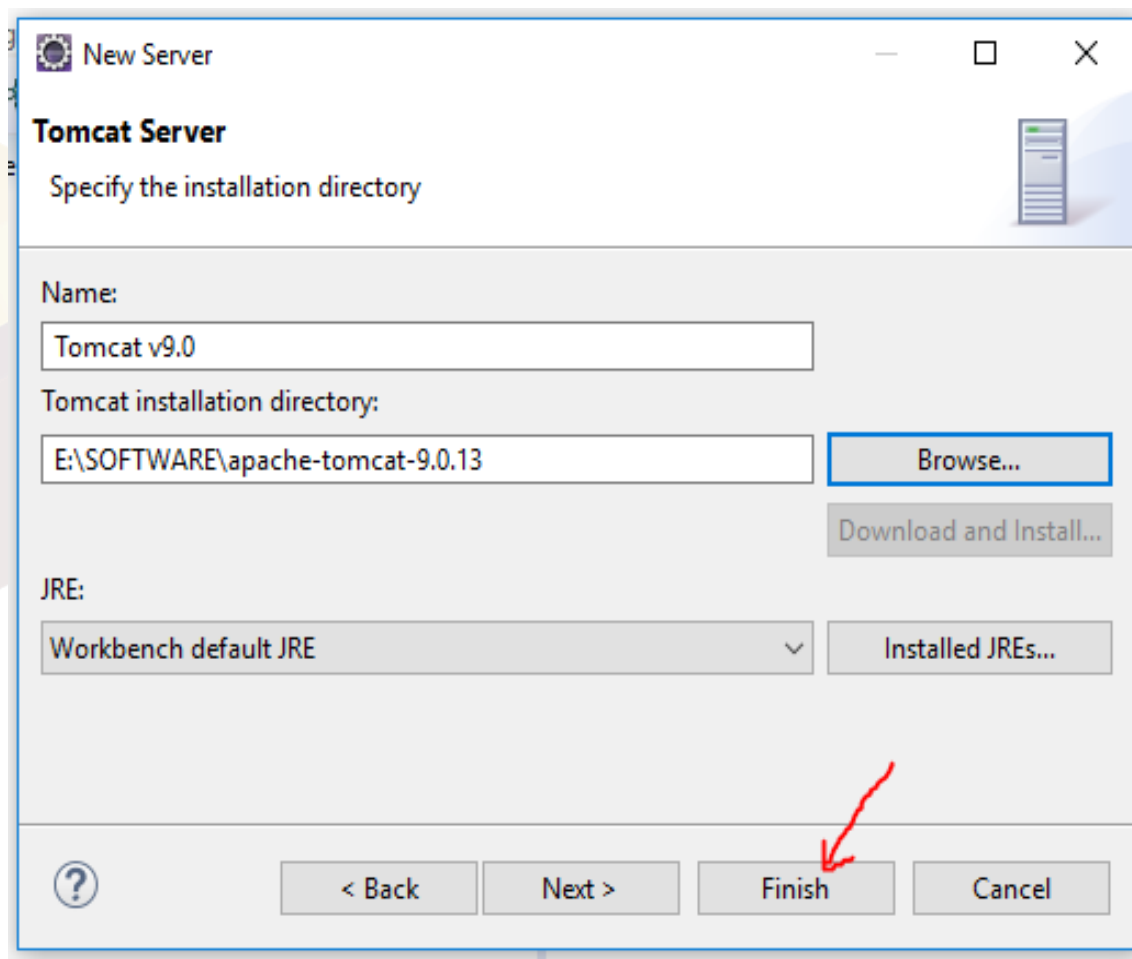 New Server
Tomcat Server
Specify the installation directory
Name:
Tomcat v9.0
Tomcat installation directory:
E:\SOFTWARE\apache-tomcat-9.0.13
Browse...
Download and Install...
JRE:
Workbench default JRE
Installed JREs...
?
< Back
Next >
Finish
Cancel